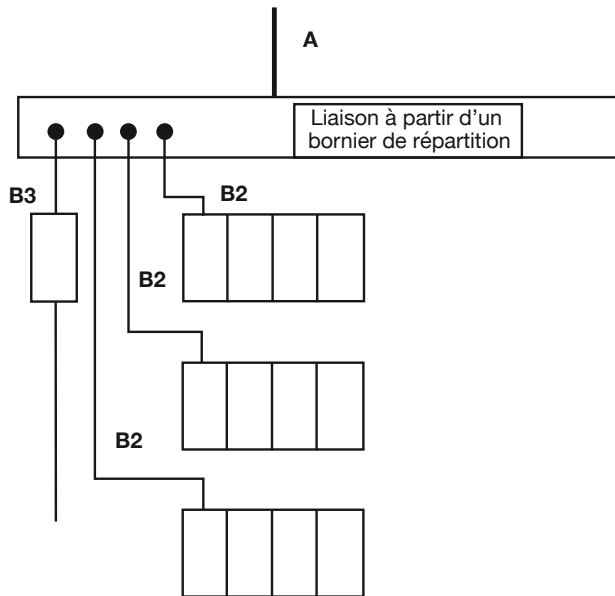 A
Liaison à partir d’un
bornier de répartition
B3
B2
B2
B2